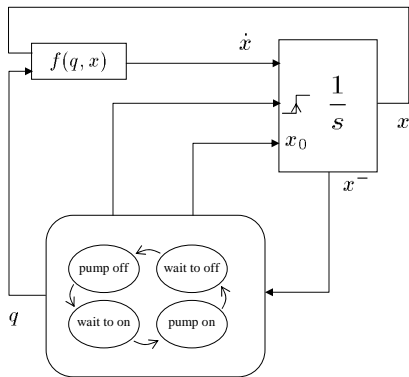 f(q, x)
ẋ
1
s
x₀
x
x⁻
pump off
wait to off
wait to on
pump on
q